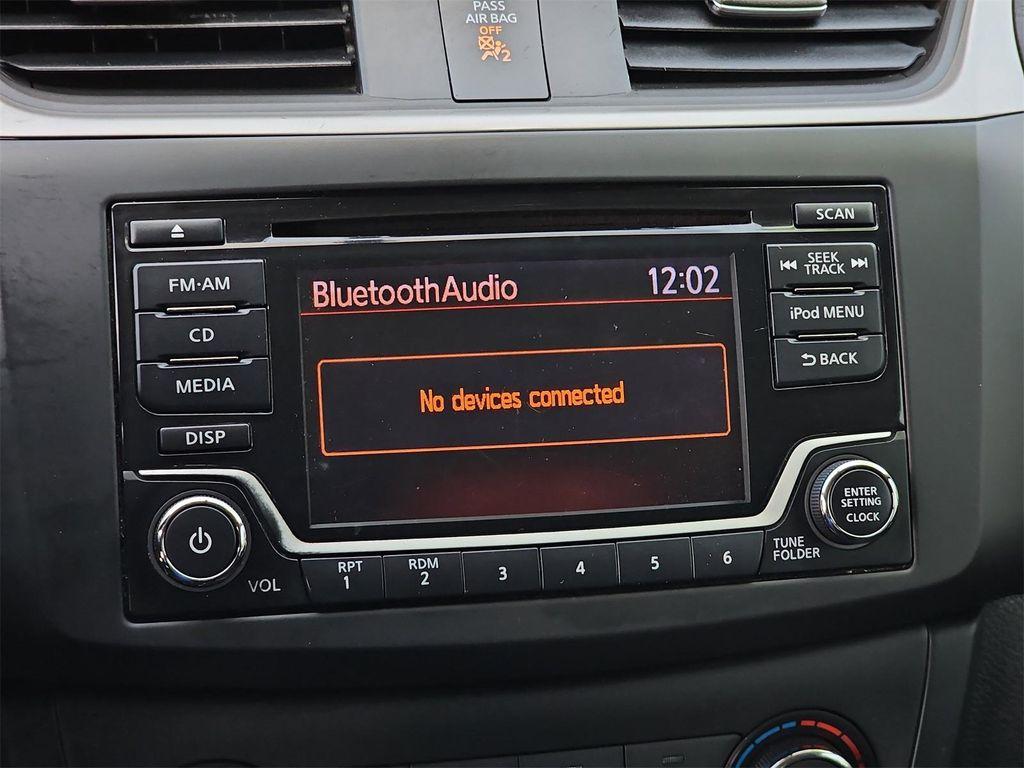 PASS
AIR BAG
OFF
2
SCAN
FM·AM
CD
MEDIA
DISP
BluetoothAudio 12:02
No devices connected
SEEK
TRACK
iPod MENU
BACK
VOL
RPT
1
RDM
2
3
4
5
6
ENTER
SETTING
CLOCK
TUNE
FOLDER